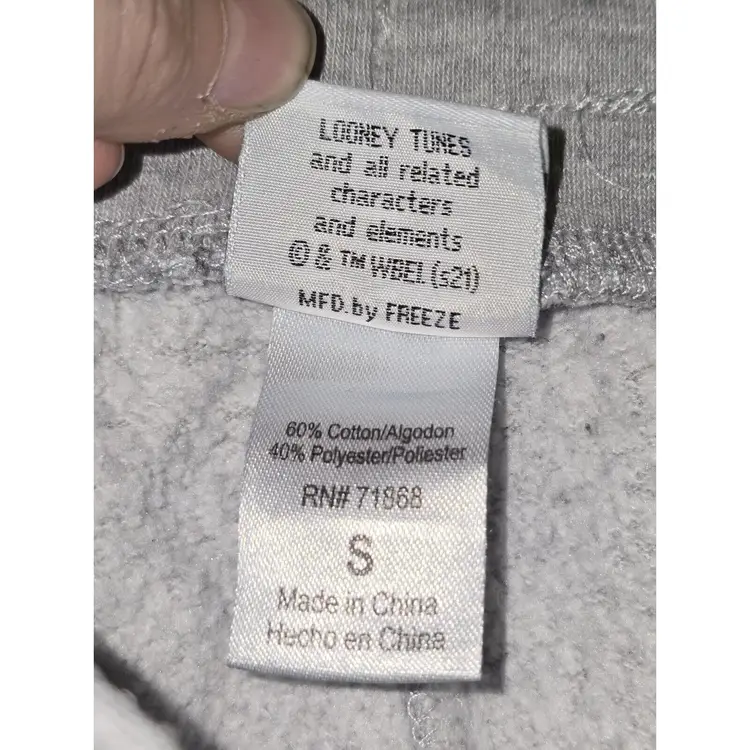 LOONEY TUNES
and all related
characters
and elements
© & ™ WBEI (s21)
MFD. by FREEZE
60% Cotton/Algodon
40% Polyester/Poliester
RN# 71868
S
Made in China
Hecho en China